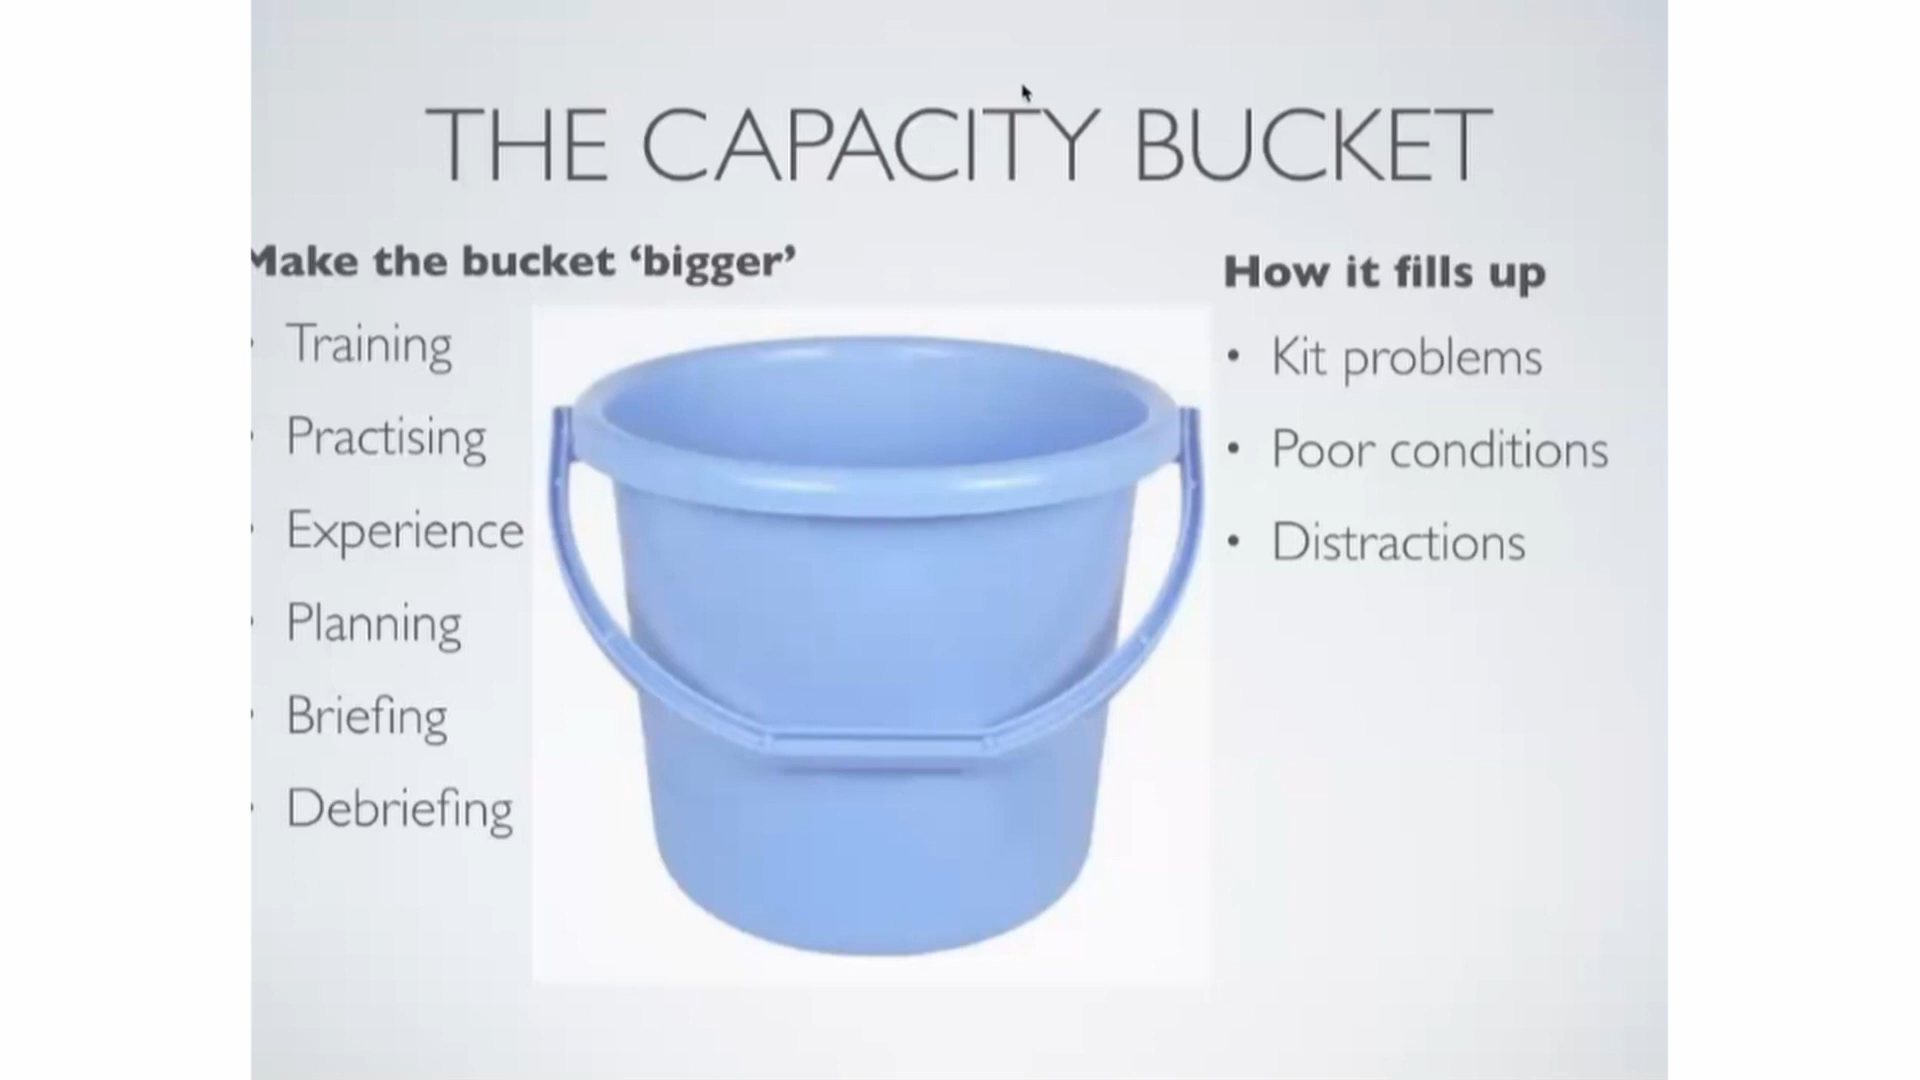 THE CAPACITY BUCKET
Make the bucket ‘bigger’
• Training
• Practising
• Experience
• Planning
• Briefing
• Debriefing
How it fills up
• Kit problems
• Poor conditions
• Distractions